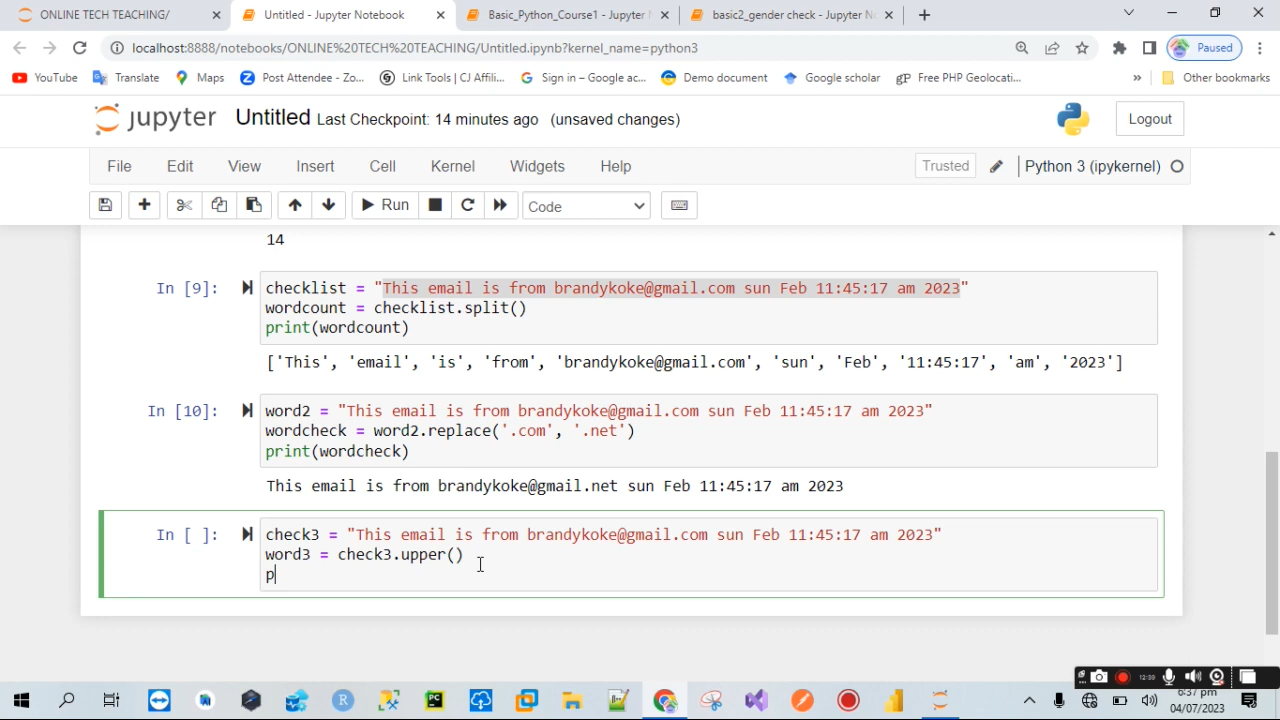 ONLINE TECH TEACHING/
Untitled - Jupyter Notebook
Basic_Python_Course1 - Jupyter
basic2_gender check - Jupyter No
localhost:8888/notebooks/ONLINE%20TECH%20TEACHING/Untitled.ipynb?kernel_name=python3
Paused
YouTube
Translate
Maps
Post Attendee - Zo...
Link Tools | CJ Affili...
Sign in – Google ac...
Demo document
Google scholar
Free PHP Geolocati...
»
Other bookmarks
jupyter Untitled Last Checkpoint: 14 minutes ago (unsaved changes)
Logout
File Edit View Insert Cell Kernel Widgets Help
Trusted
Python 3 (ipykernel)
Run
Code
14
In [9]:
checklist = "This email is from brandykoke@gmail.com sun Feb 11:45:17 am 2023"
wordcount = checklist.split()
print(wordcount)
['This', 'email', 'is', 'from', 'brandykoke@gmail.com', 'sun', 'Feb', '11:45:17', 'am', '2023']
In [10]:
word2 = "This email is from brandykoke@gmail.com sun Feb 11:45:17 am 2023"
wordcheck = word2.replace('.com', '.net')
print(wordcheck)
This email is from brandykoke@gmail.net sun Feb 11:45:17 am 2023
In [ ]:
check3 = "This email is from brandykoke@gmail.com sun Feb 11:45:17 am 2023"
word3 = check3.upper()
p
12:39
6:37 pm
04/07/2023